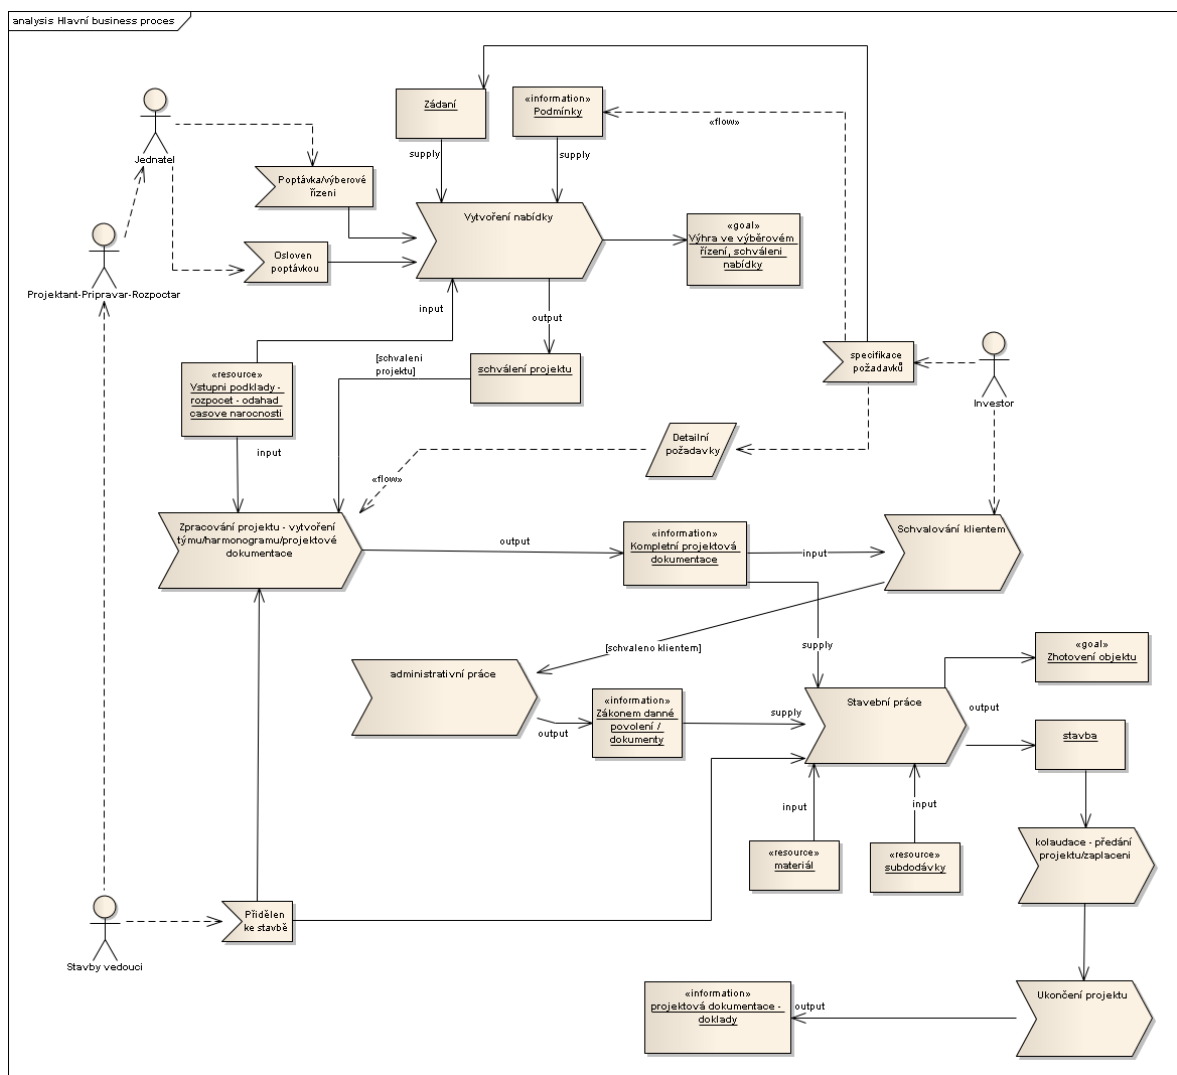 analysis Hlavní business proces
Zádaní
«information»
Podmínky
«flow»
Jednatel
supply
supply
Poptávka/výberové
řízeni
Vytvoření nabídky
«goal»
Výhra ve výběrovém
řízení, schváleni
nabídky
Osloven
poptávkou
Projektant-Pripravar-Rozpoctar
input
output
[schvaleni
projektu]
schválení projektu
specifikace
požadavků
Investor
«resource»
Vstupni podklady -
rozpocet - odahad
casove narocnosti
input
Detailní
požadavky
«flow»
Zpracování projektu - vytvoření
týmu/harmonogramu/projektové
dokumentace
output
«information»
Kompletní projektová
dokumentace
input
Schvalování klientem
[schvaleno klientem]
supply
administrativní práce
«goal»
Zhotovení objektu
«information»
Zákonem danné
povolení /
dokumenty
output
supply
Stavební práce
output
stavba
input
input
«resource»
materiál
«resource»
subdodávky
kolaudace - předání
projektu/zaplaceni
Přidělen
ke stavbě
Stavby vedouci
«information»
projektová dokumentace -
doklady
output
Ukončení projektu